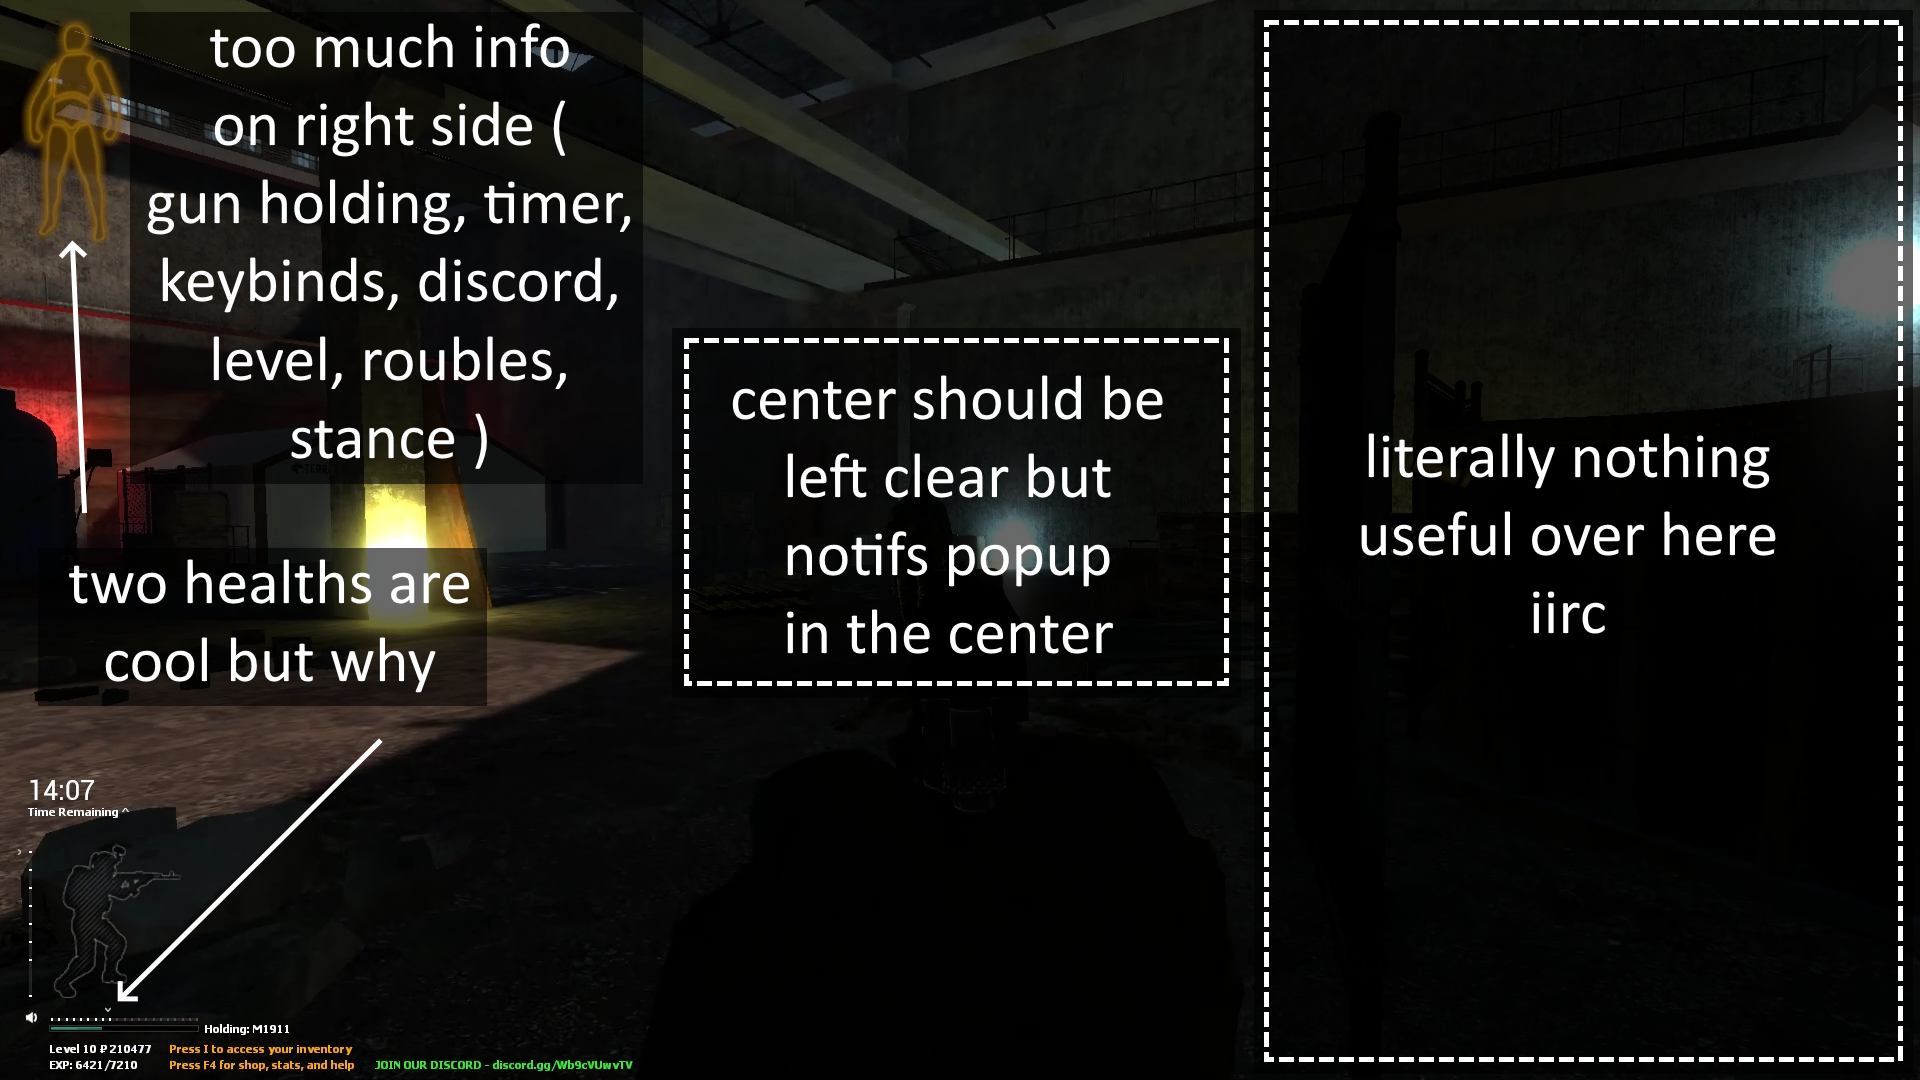 too much info
on right side (
gun holding, timer,
keybinds, discord,
level, roubles,
stance )
two healths are
cool but why
center should be
left clear but
notifs popup
in the center
literally nothing
useful over here
iirc
14:07
Time Remaining ^
Holding: M1911
Level 10 ₽ 210477
EXP: 6421/7210
Press I to access your inventory
Press F4 for shop, stats, and help
JOIN OUR DISCORD - discord.gg/Wb9cVUwvTV